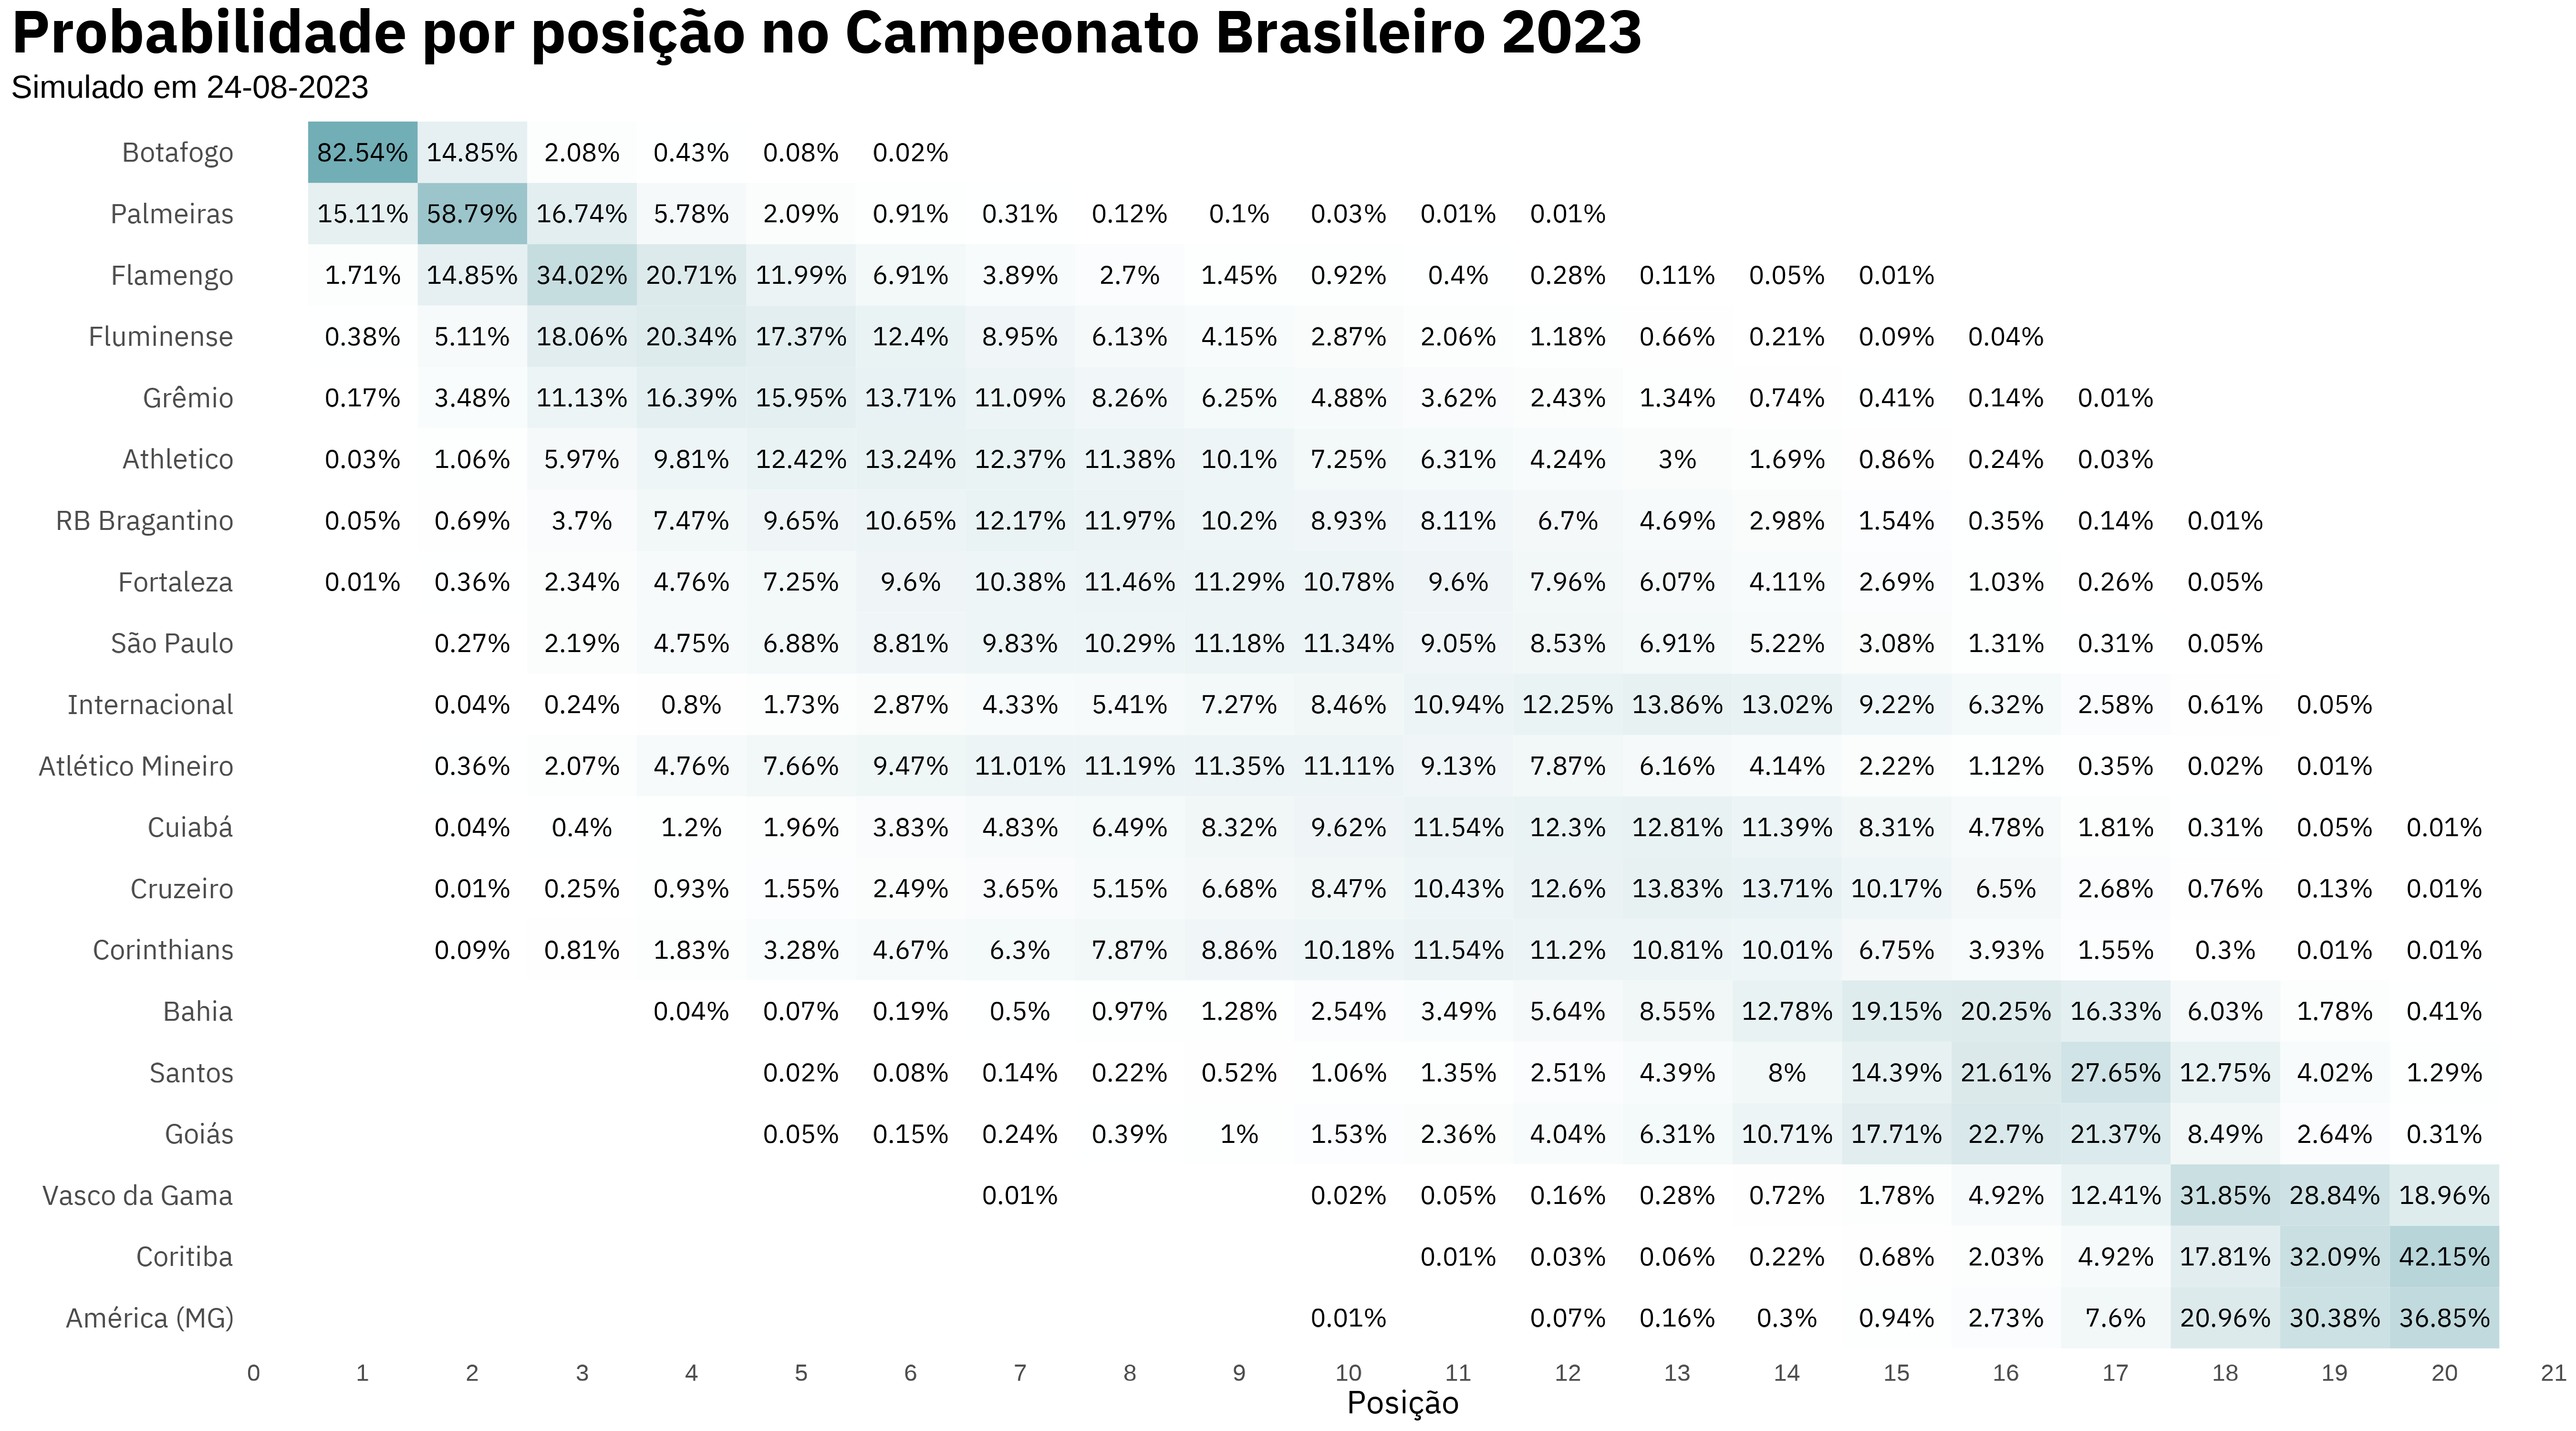 Probabilidade por posição no Campeonato Brasileiro 2023
Simulado em 24-08-2023
Botafogo 82.54% 14.85% 2.08% 0.43% 0.08% 0.02%
Palmeiras 15.11% 58.79% 16.74% 5.78% 2.09% 0.91% 0.31% 0.12% 0.1% 0.03% 0.01% 0.01%
Flamengo 1.71% 14.85% 34.02% 20.71% 11.99% 6.91% 3.89% 2.7% 1.45% 0.92% 0.4% 0.28% 0.11% 0.05% 0.01%
Fluminense 0.38% 5.11% 18.06% 20.34% 17.37% 12.4% 8.95% 6.13% 4.15% 2.87% 2.06% 1.18% 0.66% 0.21% 0.09% 0.04%
Grêmio 0.17% 3.48% 11.13% 16.39% 15.95% 13.71% 11.09% 8.26% 6.25% 4.88% 3.62% 2.43% 1.34% 0.74% 0.41% 0.14% 0.01%
Athletico 0.03% 1.06% 5.97% 9.81% 12.42% 13.24% 12.37% 11.38% 10.1% 7.25% 6.31% 4.24% 3% 1.69% 0.86% 0.24% 0.03%
RB Bragantino 0.05% 0.69% 3.7% 7.47% 9.65% 10.65% 12.17% 11.97% 10.2% 8.93% 8.11% 6.7% 4.69% 2.98% 1.54% 0.35% 0.14% 0.01%
Fortaleza 0.01% 0.36% 2.34% 4.76% 7.25% 9.6% 10.38% 11.46% 11.29% 10.78% 9.6% 7.96% 6.07% 4.11% 2.69% 1.03% 0.26% 0.05%
São Paulo 0.27% 2.19% 4.75% 6.88% 8.81% 9.83% 10.29% 11.18% 11.34% 9.05% 8.53% 6.91% 5.22% 3.08% 1.31% 0.31% 0.05%
Internacional 0.04% 0.24% 0.8% 1.73% 2.87% 4.33% 5.41% 7.27% 8.46% 10.94% 12.25% 13.86% 13.02% 9.22% 6.32% 2.58% 0.61% 0.05%
Atlético Mineiro 0.36% 2.07% 4.76% 7.66% 9.47% 11.01% 11.19% 11.35% 11.11% 9.13% 7.87% 6.16% 4.14% 2.22% 1.12% 0.35% 0.02% 0.01%
Cuiabá 0.04% 0.4% 1.2% 1.96% 3.83% 4.83% 6.49% 8.32% 9.62% 11.54% 12.3% 12.81% 11.39% 8.31% 4.78% 1.81% 0.31% 0.05% 0.01%
Cruzeiro 0.01% 0.25% 0.93% 1.55% 2.49% 3.65% 5.15% 6.68% 8.47% 10.43% 12.6% 13.83% 13.71% 10.17% 6.5% 2.68% 0.76% 0.13% 0.01%
Corinthians 0.09% 0.81% 1.83% 3.28% 4.67% 6.3% 7.87% 8.86% 10.18% 11.54% 11.2% 10.81% 10.01% 6.75% 3.93% 1.55% 0.3% 0.01% 0.01%
Bahia 0.04% 0.07% 0.19% 0.5% 0.97% 1.28% 2.54% 3.49% 5.64% 8.55% 12.78% 19.15% 20.25% 16.33% 6.03% 1.78% 0.41%
Santos 0.02% 0.08% 0.14% 0.22% 0.52% 1.06% 1.35% 2.51% 4.39% 8% 14.39% 21.61% 27.65% 12.75% 4.02% 1.29%
Goiás 0.05% 0.15% 0.24% 0.39% 1% 1.53% 2.36% 4.04% 6.31% 10.71% 17.71% 22.7% 21.37% 8.49% 2.64% 0.31%
Vasco da Gama 0.01% 0.02% 0.05% 0.16% 0.28% 0.72% 1.78% 4.92% 12.41% 31.85% 28.84% 18.96%
Coritiba 0.01% 0.03% 0.06% 0.22% 0.68% 2.03% 4.92% 17.81% 32.09% 42.15%
América (MG) 0.01% 0.07% 0.16% 0.3% 0.94% 2.73% 7.6% 20.96% 30.38% 36.85%
0 1 2 3 4 5 6 7 8 9 10 11 12 13 14 15 16 17 18 19 20 21
Posição